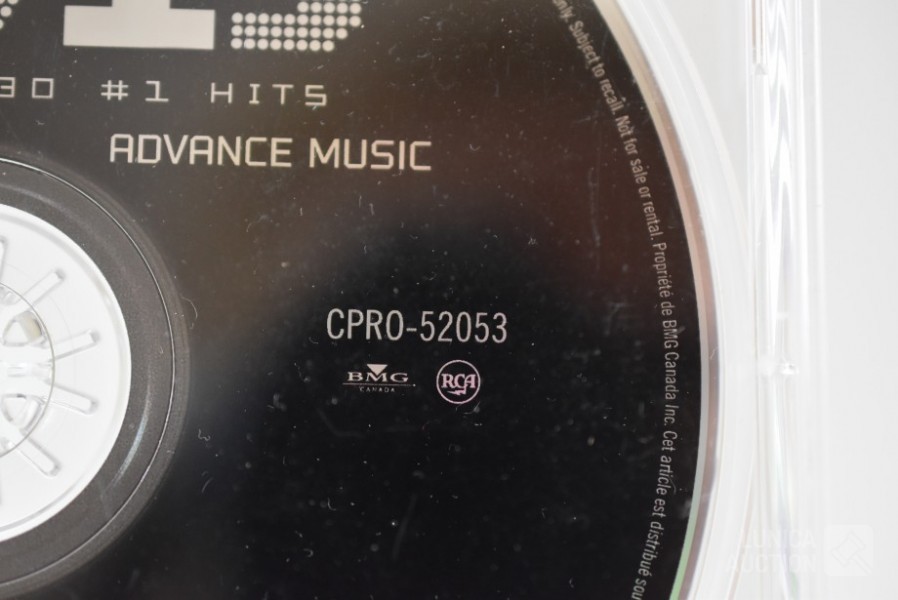 30 #1 HITS
ADVANCE MUSIC
CPRO-52053
BMG
CANADA
RCA
only. Subject to recall. Not for sale or rental. Propriété de BMG Canada Inc. Cet article est distribué sou